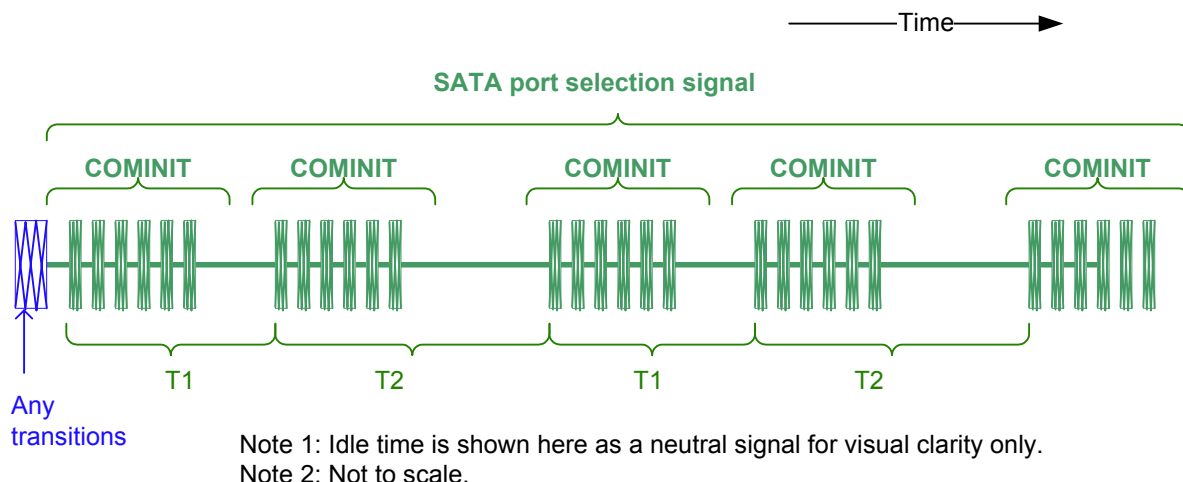 Time
SATA port selection signal
COMINIT COMINIT COMINIT COMINIT COMINIT
T1 T2 T1 T2
Any
transitions
Note 1: Idle time is shown here as a neutral signal for visual clarity only.
Note 2: Not to scale.